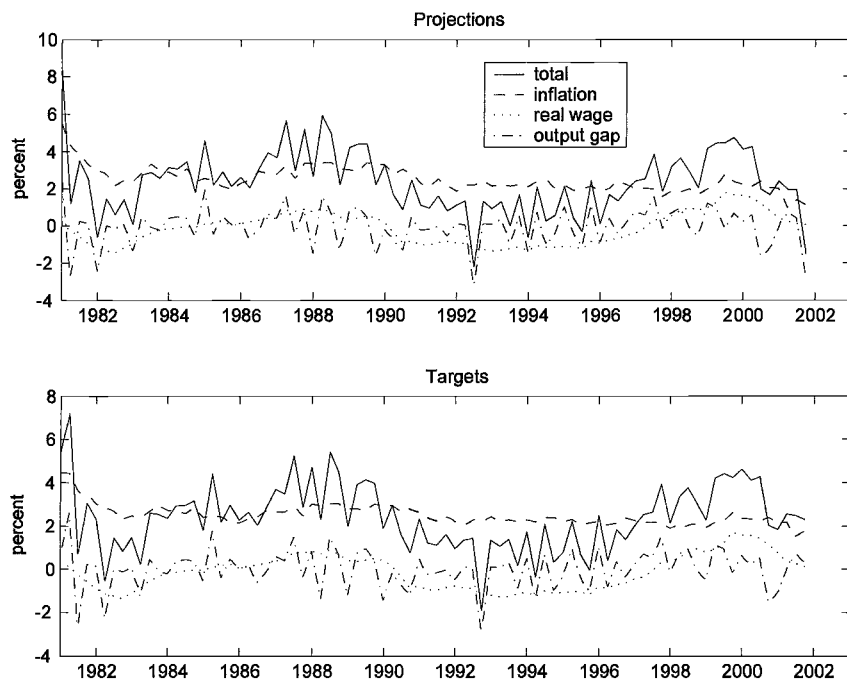 Projections
10
8
6
4
2
0
-2
-4
percent
total
inflation
real wage
output gap
1982 1984 1986 1988 1990 1992 1994 1996 1998 2000 2002
Targets
8
6
4
2
0
-2
-4
percent
1982 1984 1986 1988 1990 1992 1994 1996 1998 2000 2002